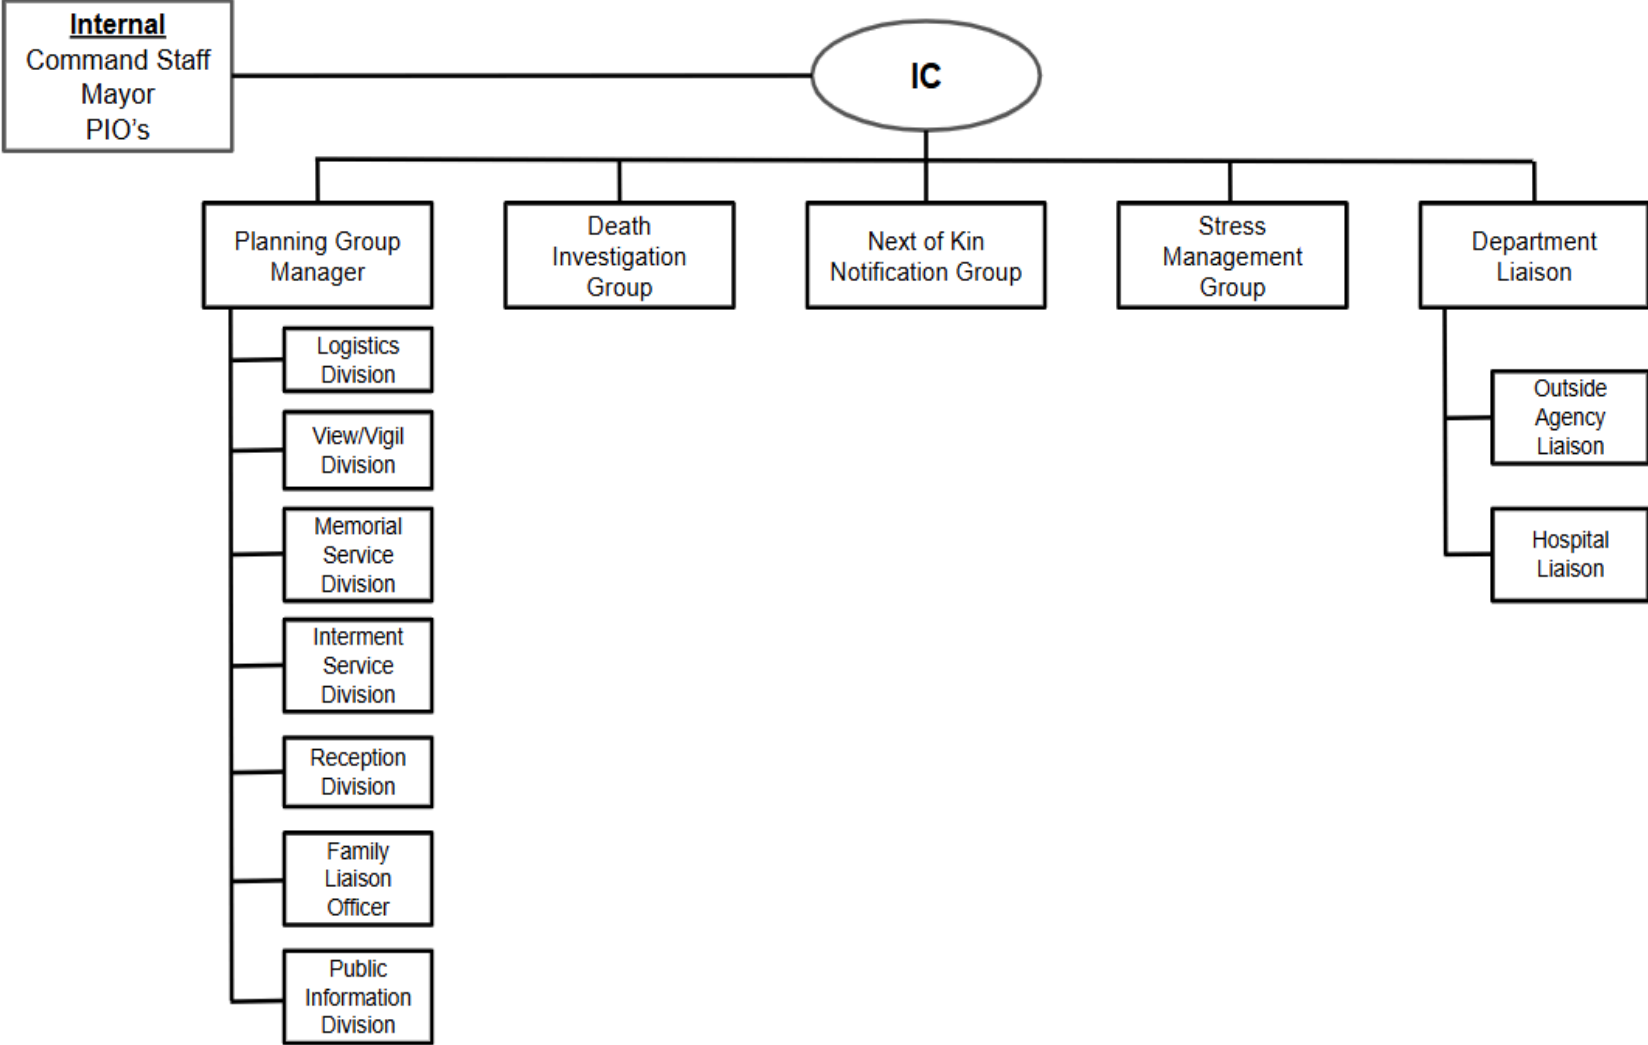 Internal
Command Staff
Mayor
PIO’s
IC
Planning Group
Manager
Death
Investigation
Group
Next of Kin
Notification Group
Stress
Management
Group
Department
Liaison
Logistics
Division
View/Vigil
Division
Memorial
Service
Division
Interment
Service
Division
Reception
Division
Family
Liaison
Officer
Public
Information
Division
Outside
Agency
Liaison
Hospital
Liaison